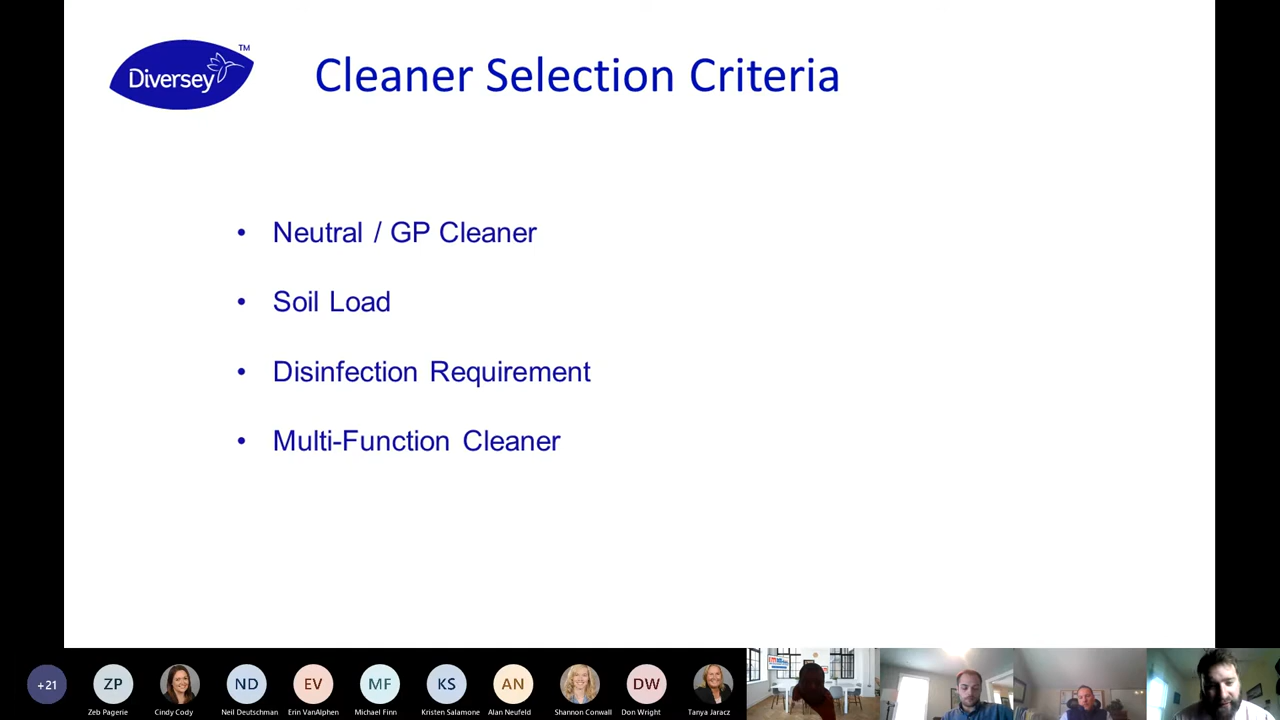 Diversey
TM
Cleaner Selection Criteria
• Neutral / GP Cleaner
• Soil Load
• Disinfection Requirement
• Multi-Function Cleaner
+21
ZP
ND
EV
MF
KS
AN
DW
Zeb Pagerie
Cindy Cody
Neil Deutschman
Erin VanAlphen
Michael Finn
Kristen Salamone
Alan Neufeld
Shannon Conwall
Don Wright
Tanya Jaracz